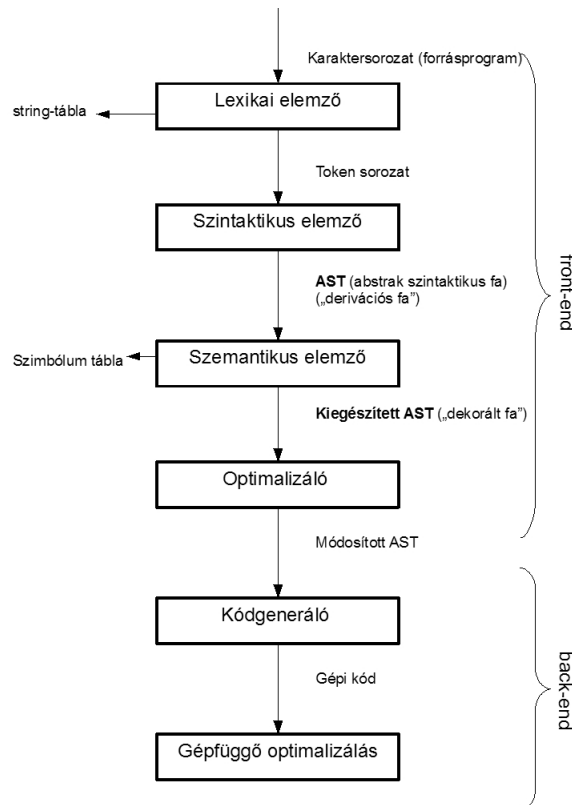 Karaktersorozat (forrásprogram)
Lexikai elemző
string-tábla
Token sorozat
Szintaktikus elemző
AST (abstrak szintaktikus fa)
(„derivációs fa”)
front-end
Szemantikus elemző
Szimbólum tábla
Kiegészített AST („dekorált fa”)
Optimalizáló
Módosított AST
Kódgeneráló
Gépi kód
back-end
Gépfüggő optimalizálás